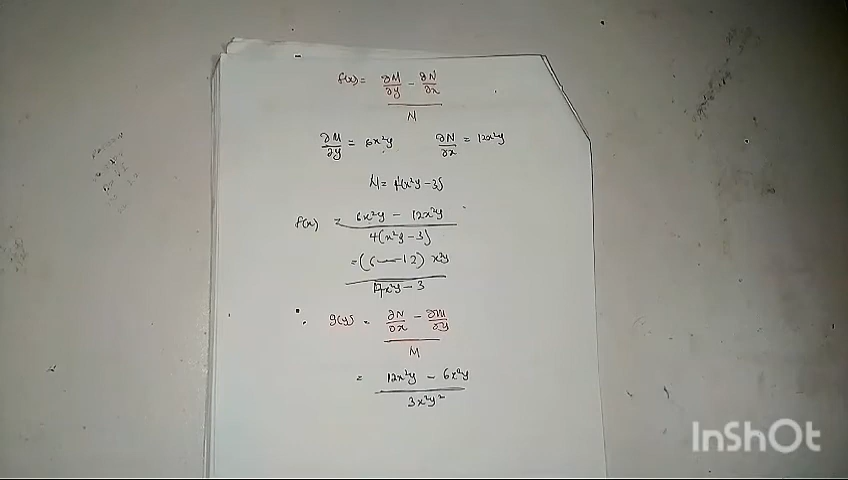 f(x) = ∂M/∂y − ∂N/∂x
N
∂M/∂y = 6x²y ∂N/∂x = 12x²y
N = 4(x²y − 3)
f(x) = 6x²y − 12x²y
4(x²y − 3)
= (6 − 12) x²y
x²y − 3
∴ g(y) = ∂N/∂x − ∂M/∂y
M
= 12x²y − 6x²y
3x²y²
InShOt